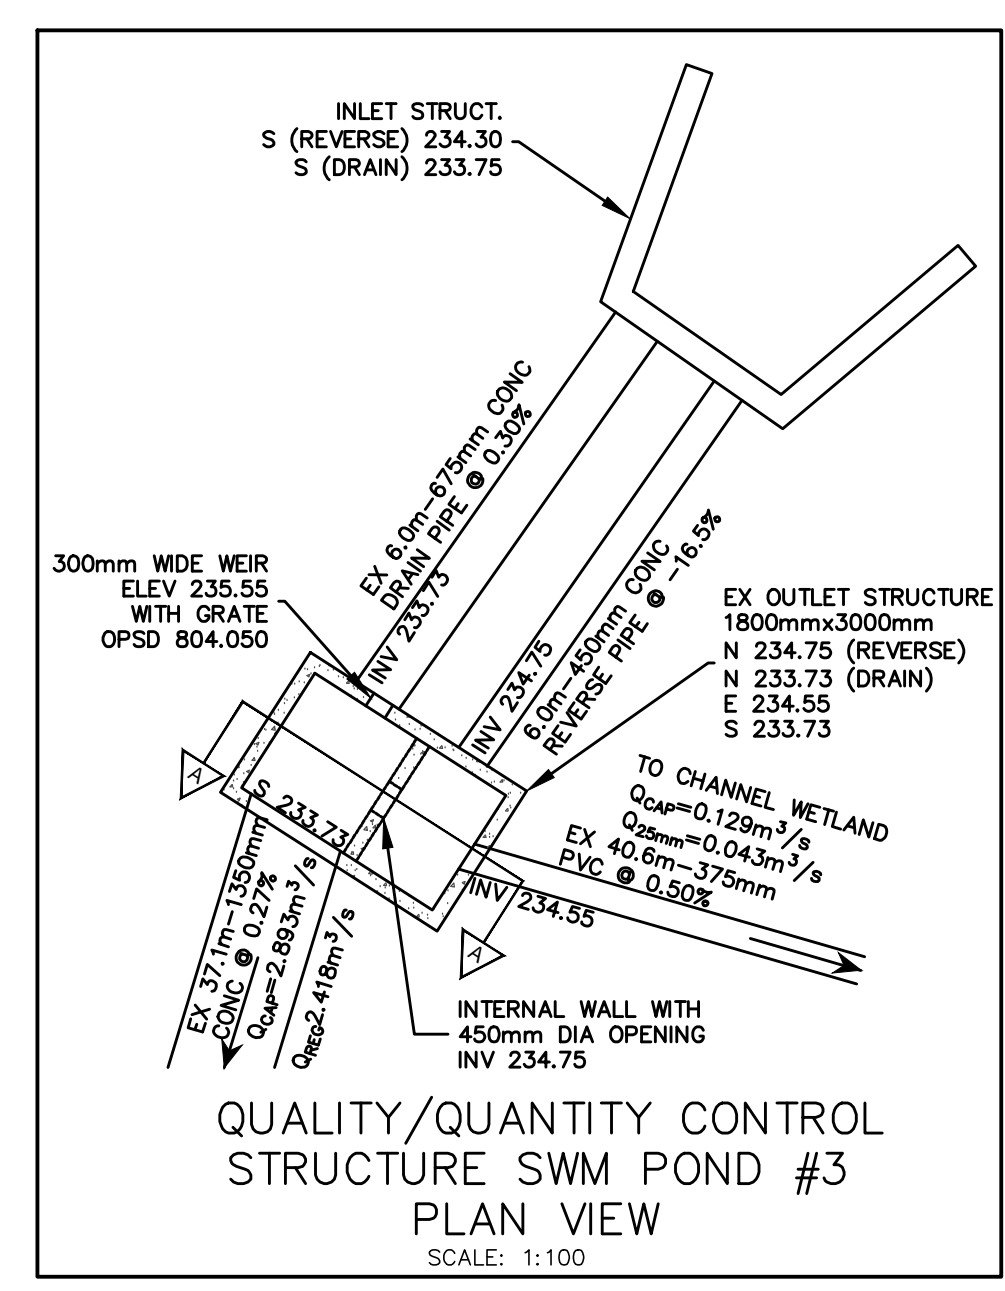 INLET STRUCT.
S (REVERSE) 234.30
S (DRAIN) 233.75
EX 6.0m-675mm CONC
DRAIN PIPE @ 0.30%
INV 233.73
300mm WIDE WEIR
ELEV 235.55
WITH GRATE
OPSD 804.050
INV 234.75
6.0m-450mm CONC
REVERSE PIPE @ -16.5%
EX OUTLET STRUCTURE
1800mmx3000mm
N 234.75 (REVERSE)
N 233.73 (DRAIN)
E 234.55
S 233.73
A
S 233.73
TO CHANNEL WETLAND
QCAP=0.129m³/s
Q25mm=0.043m³/s
EX 40.6m-375mm
PVC @ 0.50%
INV 234.55
A
EX 37.1m-1350mm
CONC @ 0.27%
QCAP=2.893m³/s
QREG2.418m³/s
INTERNAL WALL WITH
450mm DIA OPENING
INV 234.75
QUALITY/QUANTITY CONTROL
STRUCTURE SWM POND #3
PLAN VIEW
SCALE: 1:100